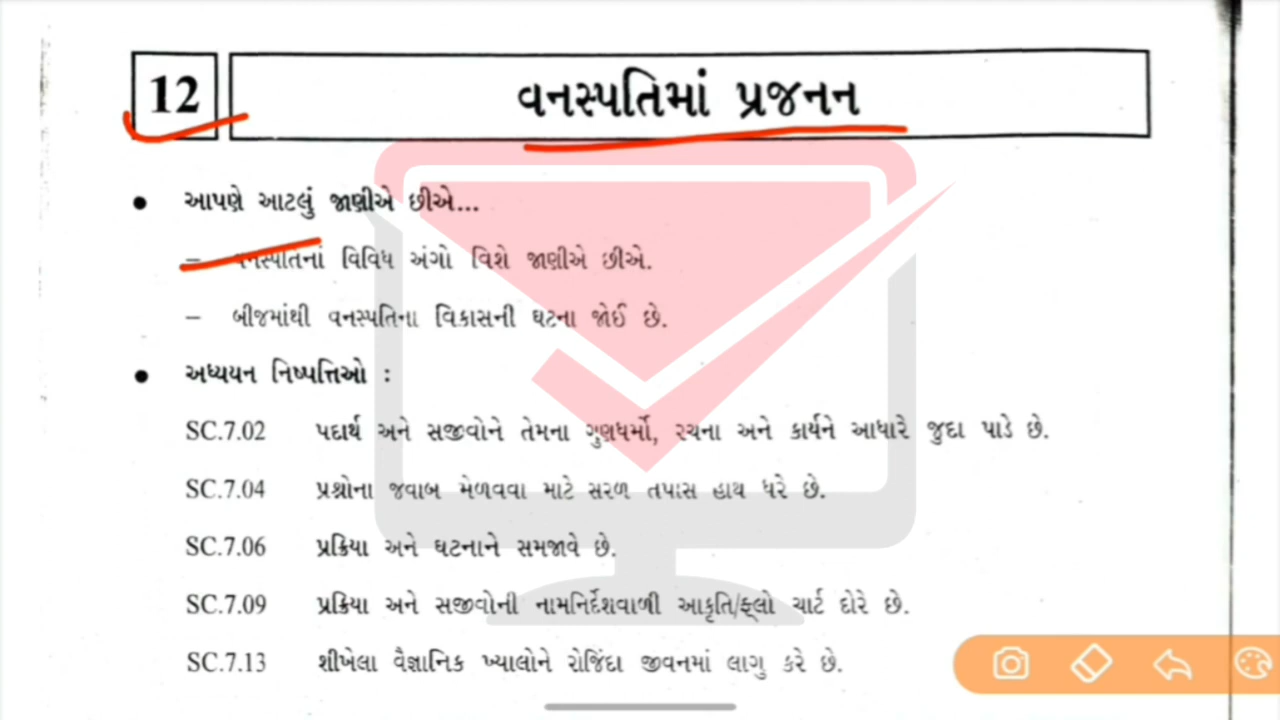 12
વનસ્પતિમાં પ્રજનન
● આપણે આટલું જાણીએ છીએ...
– વનસ્પતિનાં વિવિધ અંગો વિશે જાણીએ છીએ.
– બીજમાંથી વનસ્પતિના વિકાસની ઘટના જોઈ છે.
● અધ્યયન નિષ્પત્તિઓ :
SC.7.02 પદાર્થ અને સજીવોને તેમના ગુણધર્મો, રચના અને કાર્યને આધારે જુદા પાડે છે.
SC.7.04 પ્રશ્નોના જવાબ મેળવવા માટે સરળ તપાસ હાથ ધરે છે.
SC.7.06 પ્રક્રિયા અને ઘટનાને સમજાવે છે.
SC.7.09 પ્રક્રિયા અને સજીવોની નામનિર્દેશવાળી આકૃતિ/ફ્લો ચાર્ટ દોરે છે.
SC.7.13 શીખેલા વૈજ્ઞાનિક ખ્યાલોને રોજિંદા જીવનમાં લાગુ કરે છે.